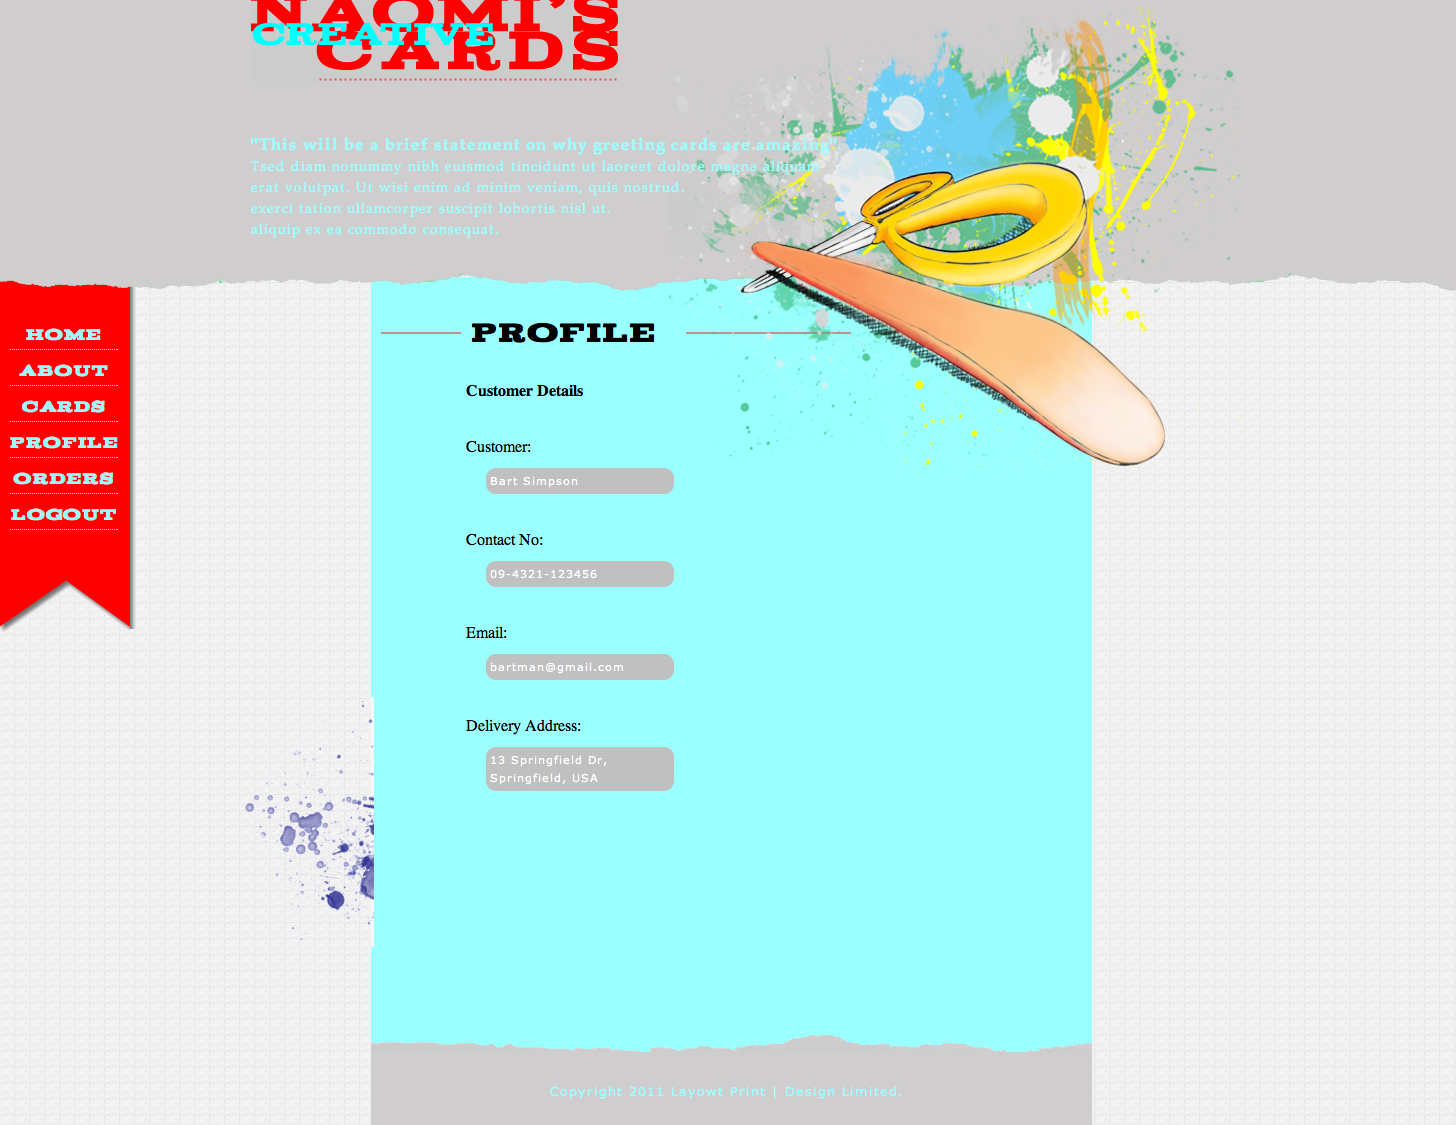 NAOMI'S
CREATIVE
CARDS
"This will be a brief statement on why greeting cards are amazing"
Tsed diam nonummy nibh euismod tincidunt ut laoreet dolore magna aliquam
erat volutpat. Ut wisi enim ad minim veniam, quis nostrud.
exerci tation ullamcorper suscipit lobortis nisl ut.
aliquip ex ea commodo consequat.
HOME
ABOUT
CARDS
PROFILE
ORDERS
LOGOUT
PROFILE
Customer Details
Customer:
Bart Simpson
Contact No:
09-4321-123456
Email:
bartman@gmail.com
Delivery Address:
13 Springfield Dr,
Springfield, USA
Copyright 2011 Layowt Print | Design Limited.